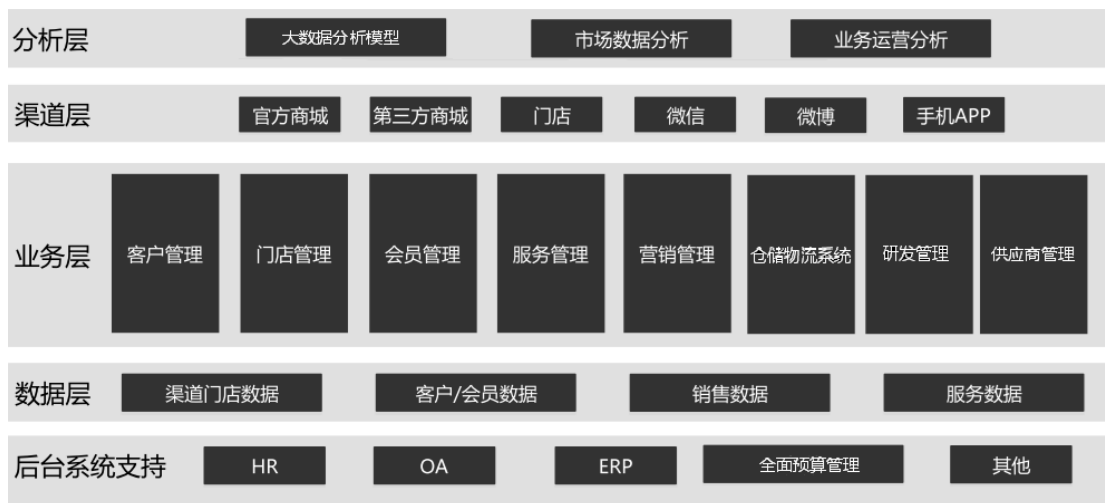 分析层 大数据分析模型 市场数据分析 业务运营分析
渠道层 官方商城 第三方商城 门店 微信 微博 手机APP
业务层 客户管理 门店管理 会员管理 服务管理 营销管理 仓储物流系统 研发管理 供应商管理
数据层 渠道门店数据 客户/会员数据 销售数据 服务数据
后台系统支持 HR OA ERP 全面预算管理 其他